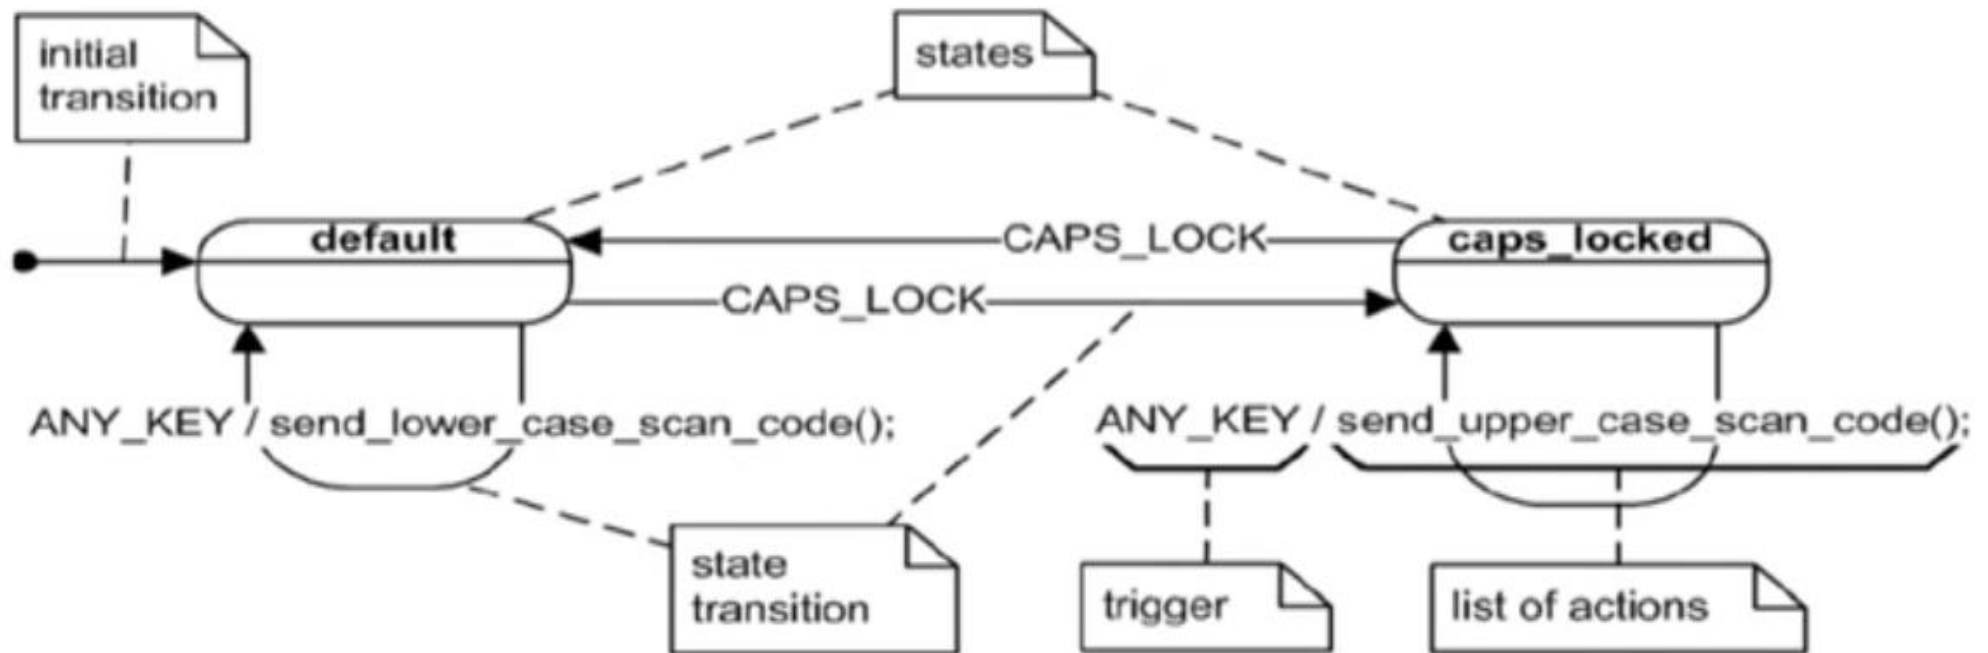 initial
transition
states
default
CAPS_LOCK
caps_locked
CAPS_LOCK
ANY_KEY / send_lower_case_scan_code();
ANY_KEY / send_upper_case_scan_code();
state
transition
trigger
list of actions